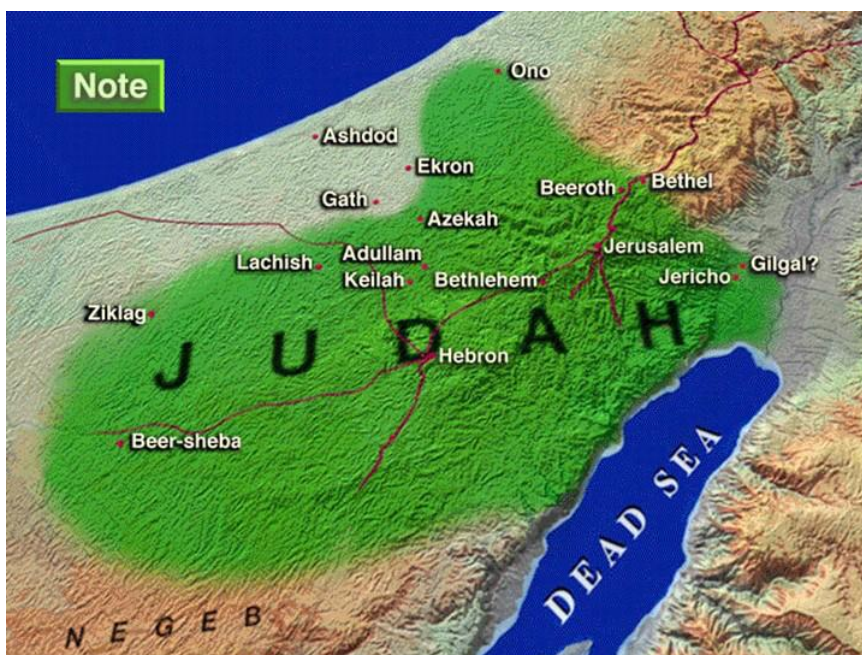 Ono
Note
Ashdod
Ekron
Beeroth
Bethel
Gath
Azekah
Jerusalem
Adullam
Lachish
Gilgal?
Keilah
Bethlehem
Jericho
Ziklag
JUDAH
Hebron
Beer-sheba
DEAD SEA
NEGEB